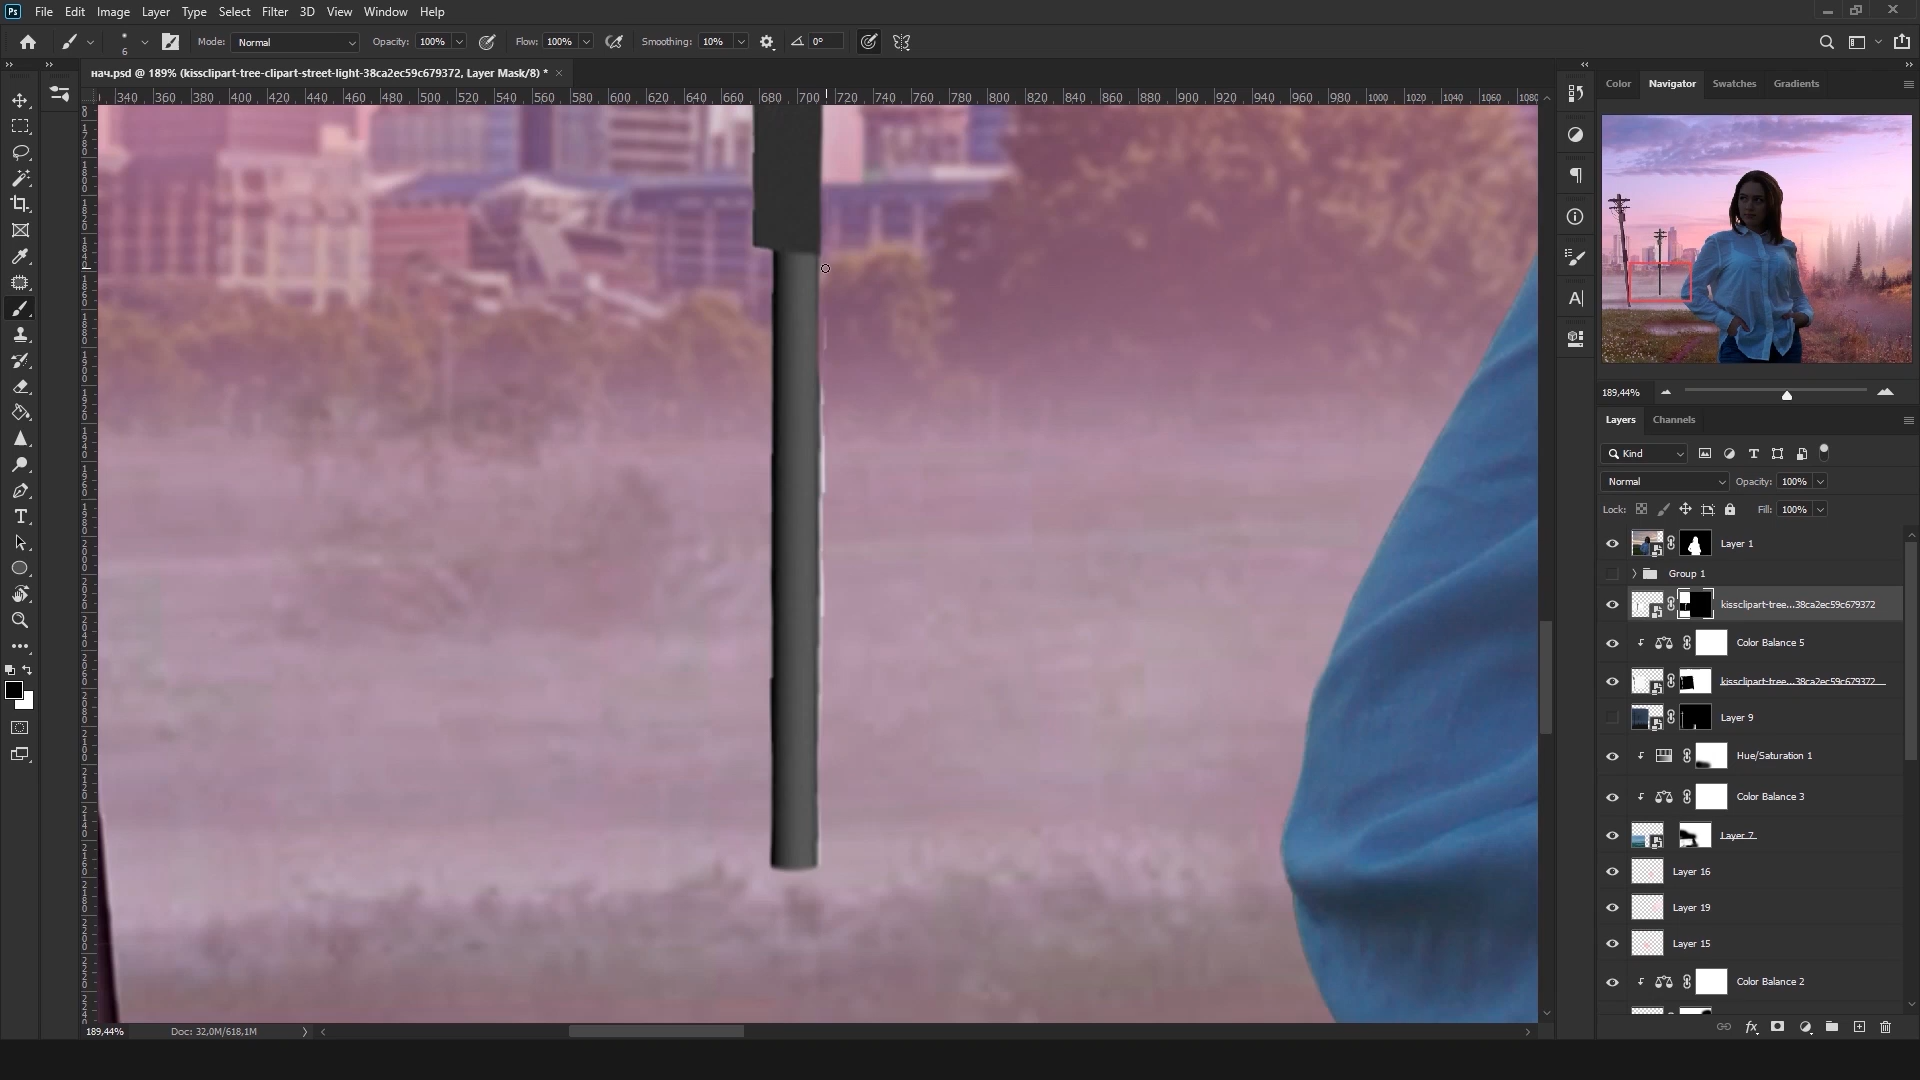 Ps File Edit Image Layer Type Select Filter 3D View Window Help
6 Mode: Normal Opacity: 100% Flow: 100% Smoothing: 10% 0°
нач.psd @ 189% (kissclipart-tree-clipart-street-light-38ca2ec59c679372, Layer Mask/8) *
340 360 380 400 420 440 460 480 500 520 540 560 580 600 620 640 660 680 700 720 740 760 780 800 820 840 860 880 900 920 940 960 980 1000 1020 1040 1060 1080
Color Navigator Swatches Gradients
189,44%
Layers Channels
Kind
Normal Opacity: 100%
Lock: Fill: 100%
Layer 1
Group 1
kissclipart-tree...38ca2ec59c679372
Color Balance 5
kissclipart-tree...38ca2ec59c679372
Layer 9
Hue/Saturation 1
Color Balance 3
Layer 7
Layer 16
Layer 19
Layer 15
Color Balance 2
189,44% Doc: 32,0M/618,1M